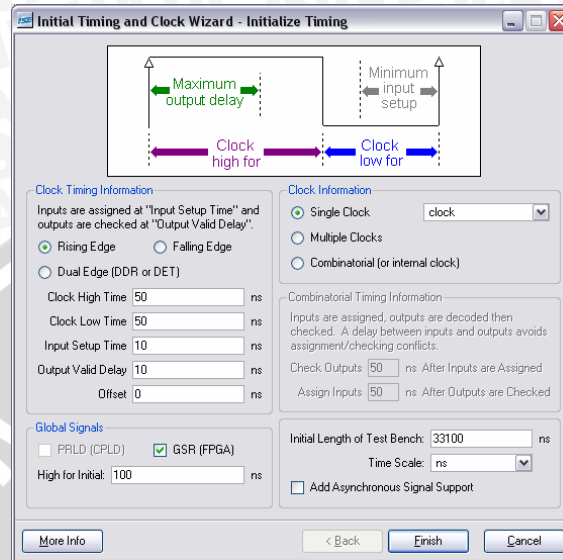 ISE Initial Timing and Clock Wizard - Initialize Timing
Maximum
output delay
Minimum
input
setup
Clock
high for
Clock
low for
Clock Timing Information
Inputs are assigned at "Input Setup Time" and
outputs are checked at "Output Valid Delay".
Rising Edge
Falling Edge
Dual Edge (DDR or DET)
Clock High Time 50 ns
Clock Low Time 50 ns
Input Setup Time 10 ns
Output Valid Delay 10 ns
Offset 0 ns
Global Signals
PRLD (CPLD)
GSR (FPGA)
High for Initial: 100 ns
Clock Information
Single Clock
clock
Multiple Clocks
Combinatorial (or internal clock)
Combinatorial Timing Information
Inputs are assigned, outputs are decoded then
checked. A delay between inputs and outputs avoids
assignment/checking conflicts.
Check Outputs 50 ns After Inputs are Assigned
Assign Inputs 50 ns After Outputs are Checked
Initial Length of Test Bench: 33100 ns
Time Scale: ns
Add Asynchronous Signal Support
More Info
< Back
Finish
Cancel